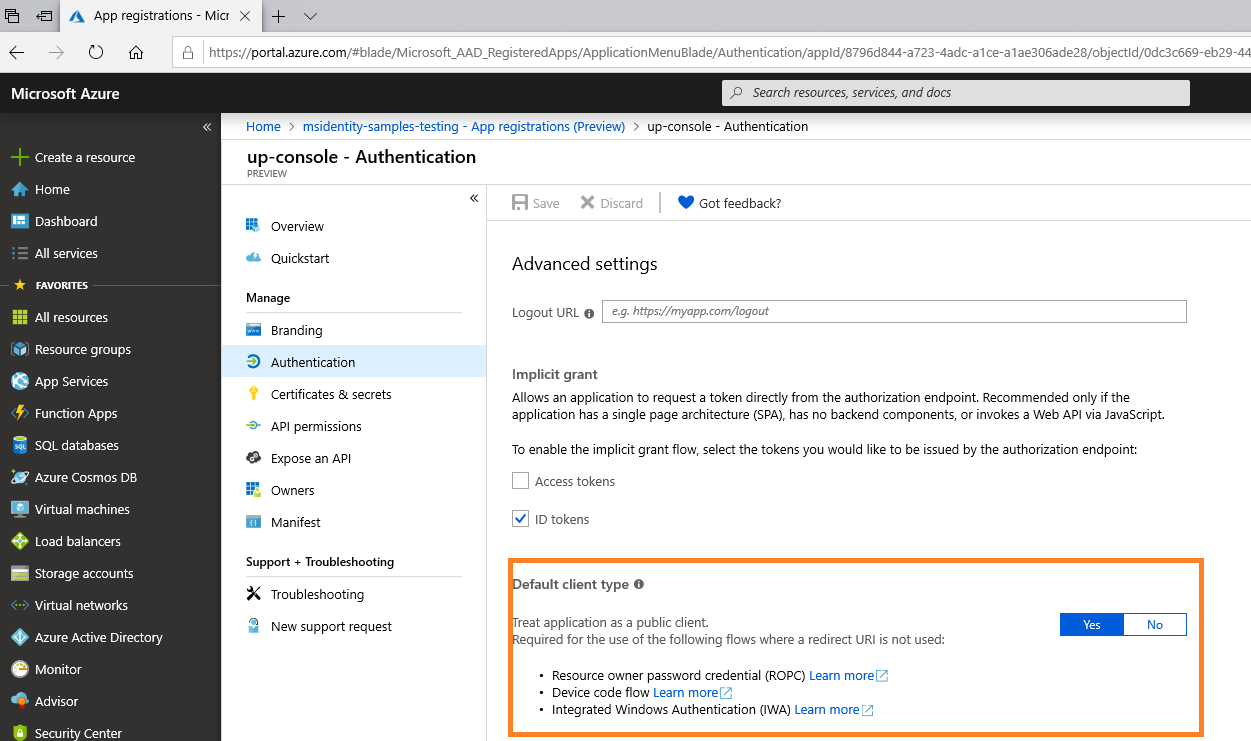 App registrations - Micr
https://portal.azure.com/#blade/Microsoft_AAD_RegisteredApps/ApplicationMenuBlade/Authentication/appId/8796d844-a723-4adc-a1ce-a1ae306ade28/objectId/0dc3c669-eb29-44
Microsoft Azure
Search resources, services, and docs
«
Create a resource
Home
Dashboard
All services
FAVORITES
All resources
Resource groups
App Services
Function Apps
SQL databases
Azure Cosmos DB
Virtual machines
Load balancers
Storage accounts
Virtual networks
Azure Active Directory
Monitor
Advisor
Security Center
Home > msidentity-samples-testing - App registrations (Preview) > up-console - Authentication
up-console - Authentication
PREVIEW
«
Overview
Quickstart
Manage
Branding
Authentication
Certificates & secrets
API permissions
Expose an API
Owners
Manifest
Support + Troubleshooting
Troubleshooting
New support request
Save Discard Got feedback?
Advanced settings
Logout URL e.g. https://myapp.com/logout
Implicit grant
Allows an application to request a token directly from the authorization endpoint. Recommended only if the
application has a single page architecture (SPA), has no backend components, or invokes a Web API via JavaScript.
To enable the implicit grant flow, select the tokens you would like to be issued by the authorization endpoint:
Access tokens
ID tokens
Default client type
Treat application as a public client.
Required for the use of the following flows where a redirect URI is not used:
Yes No
• Resource owner password credential (ROPC) Learn more
• Device code flow Learn more
• Integrated Windows Authentication (IWA) Learn more